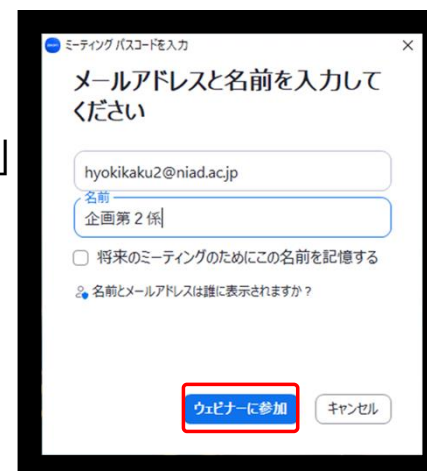 ミーティング パスコードを入力
メールアドレスと名前を入力して
ください
」
hyokikaku2@niad.ac.jp
名前
企画第２係
将来のミーティングのためにこの名前を記憶する
名前とメールアドレスは誰に表示されますか？
ウェビナーに参加
キャンセル